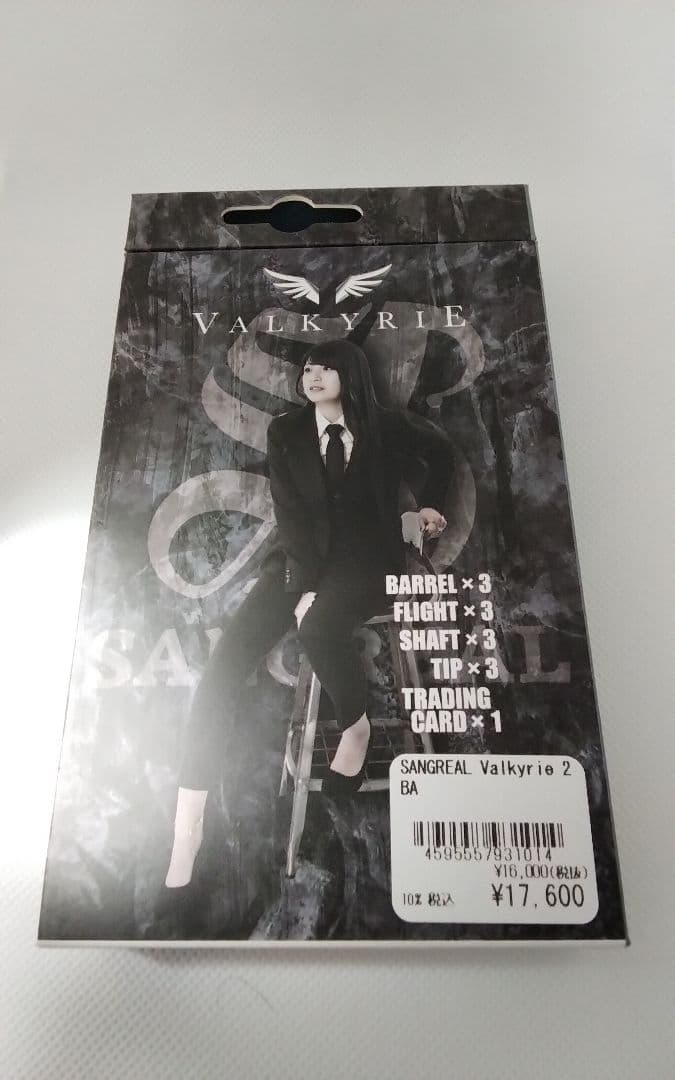 VALKYRIE
SANGREAL
BARREL × 3
FLIGHT × 3
SHAFT × 3
TIP × 3
TRADING
CARD × 1
SANGREAL Valkyrie 2
BA
4595557931014
¥16,000(税抜)
10% 税込 ¥17,600